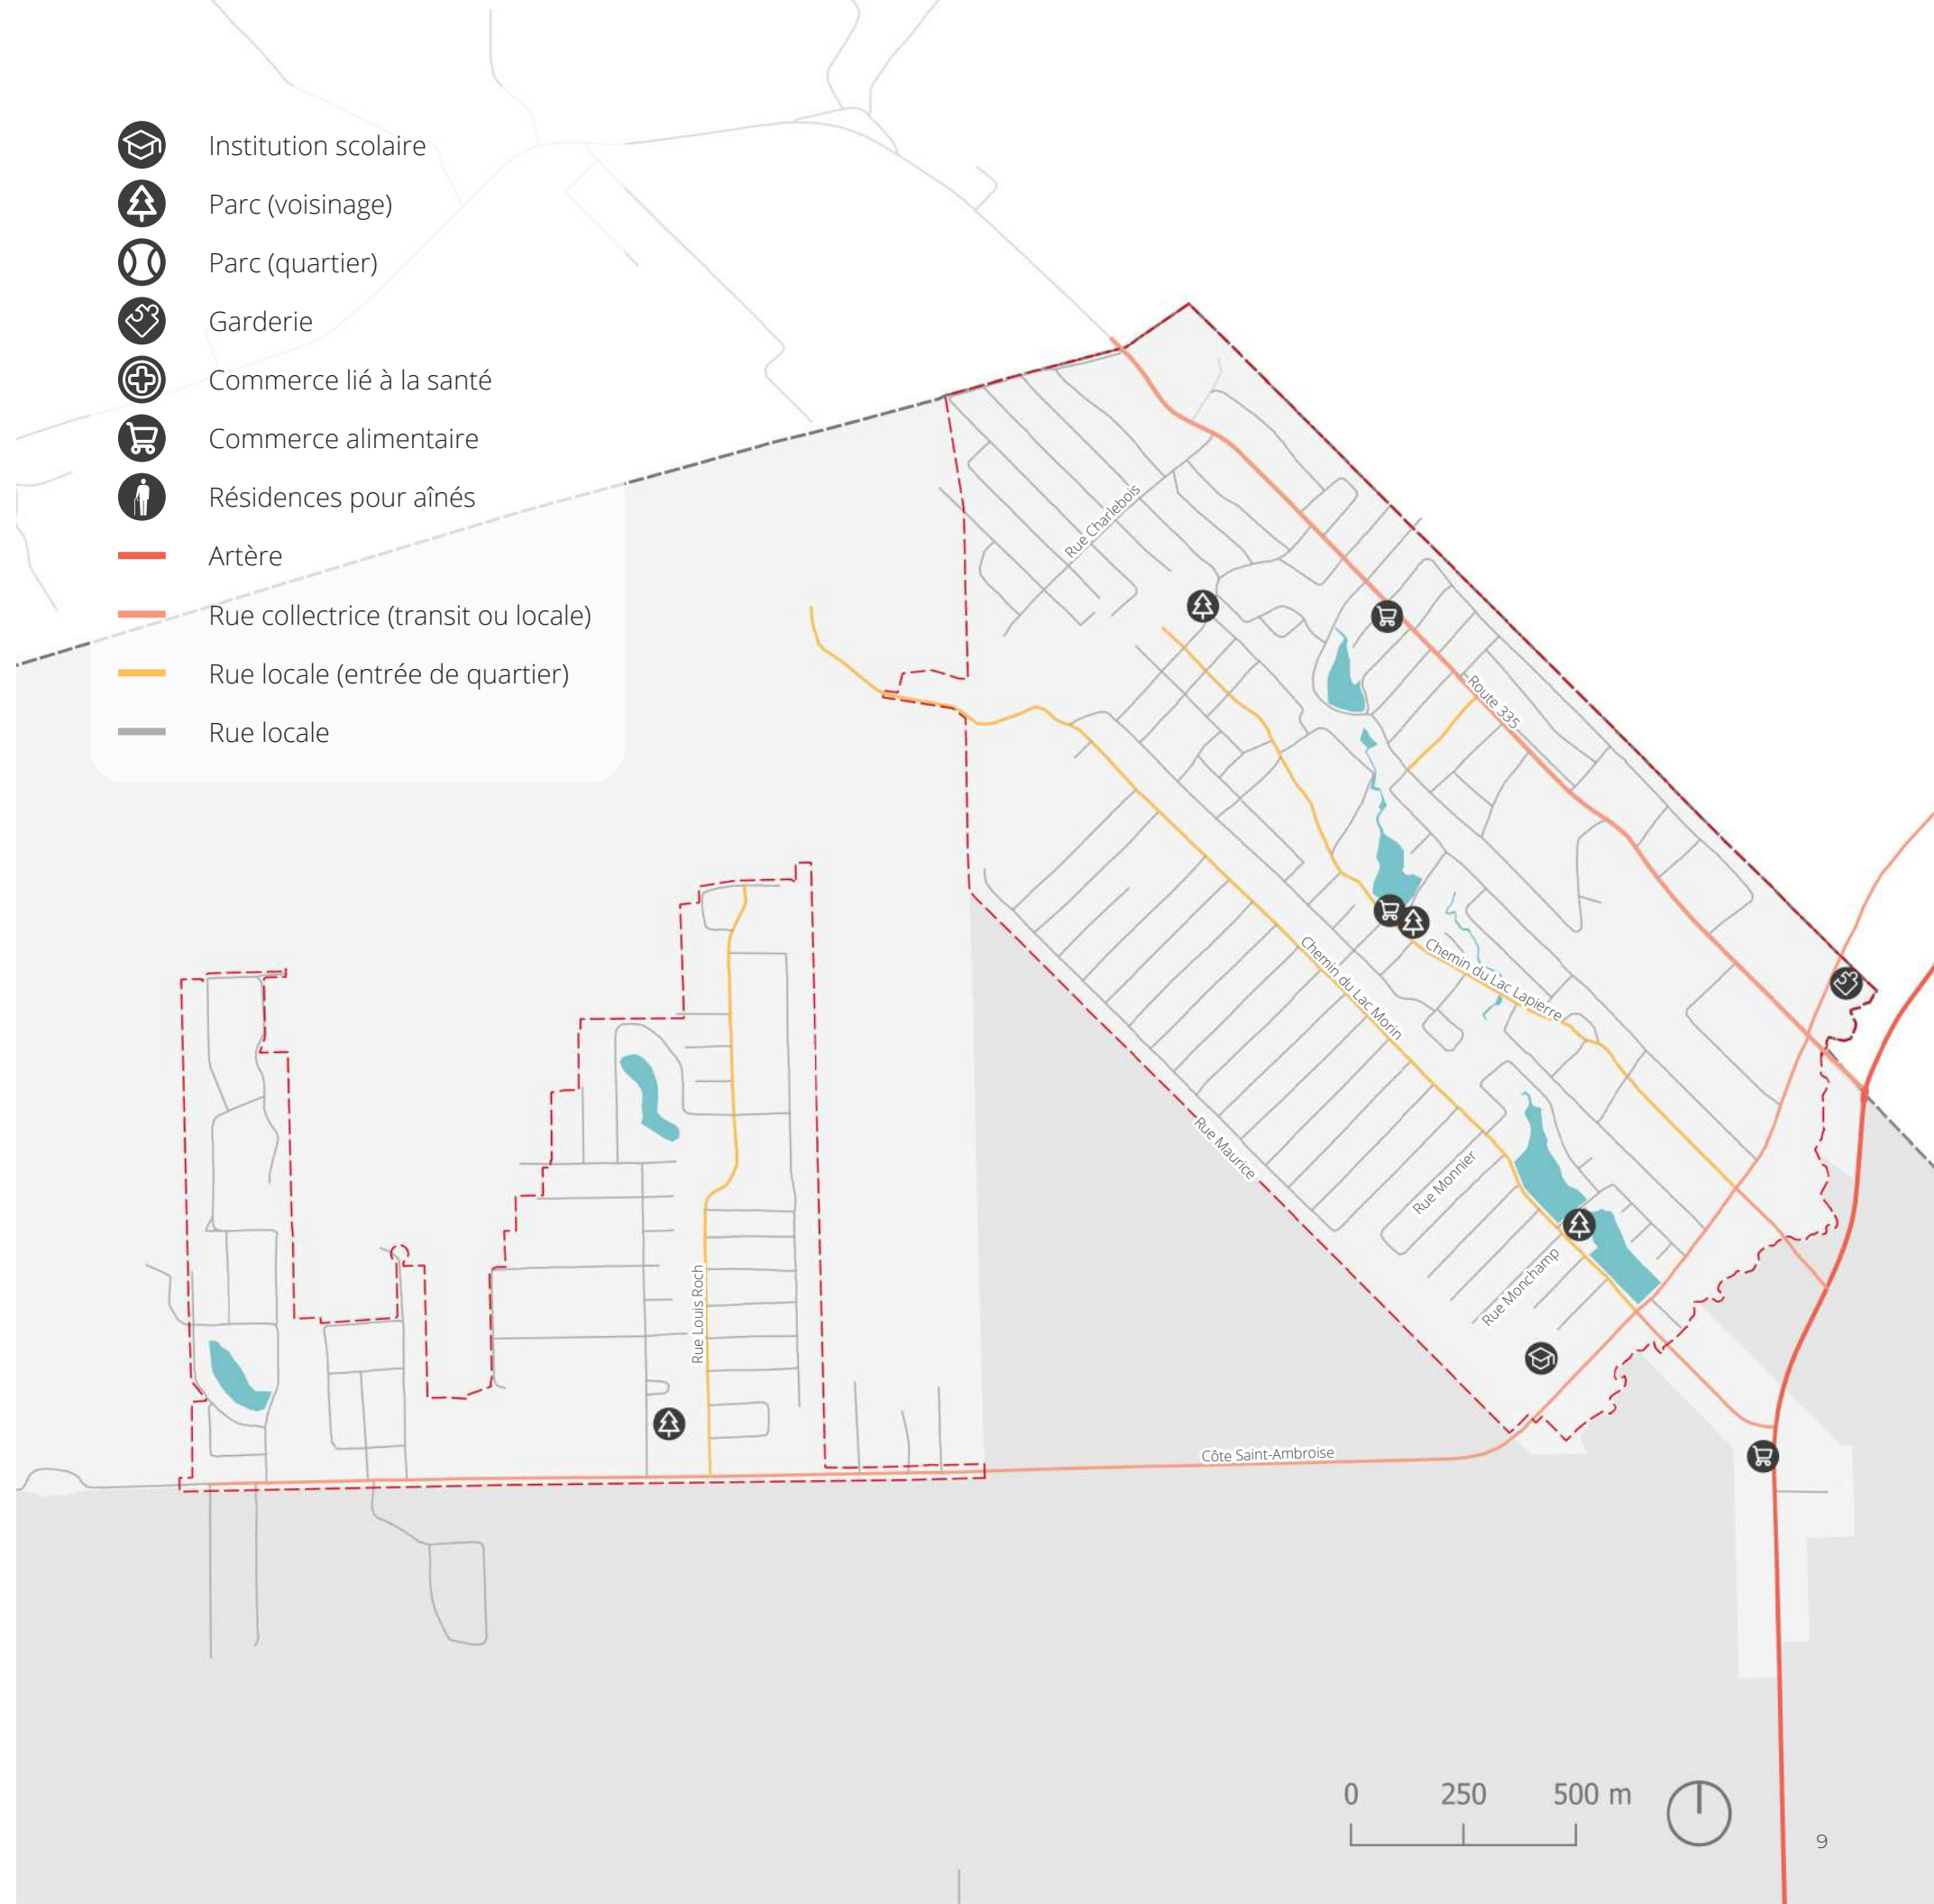 Institution scolaire
Parc (voisinage)
Parc (quartier)
Garderie
Commerce lié à la santé
Commerce alimentaire
Résidences pour aînés
Artère
Rue collectrice (transit ou locale)
Rue locale (entrée de quartier)
Rue locale
Rue Charlebois
Route 335
Chemin du Lac Lapierre
Chemin du Lac Morin
Rue Maurice
Rue Monnier
Rue Monchamp
Rue Louis Roch
Côte Saint-Ambroise
0 250 500 m
9